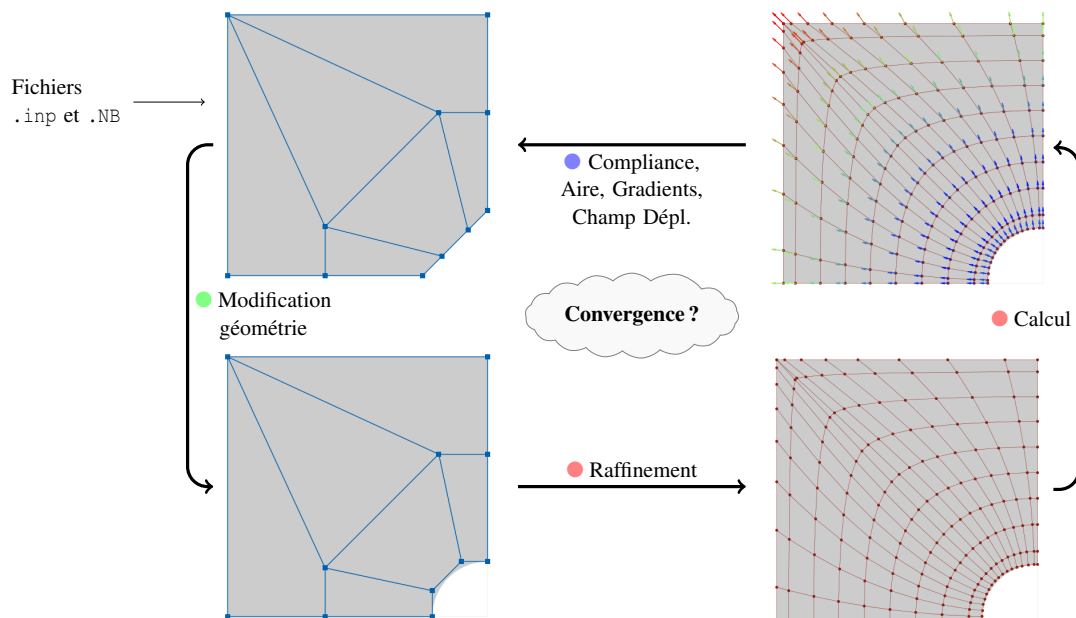 Fichiers
.inp et .NB
Compliance,
Aire, Gradients,
Champ Dépl.
Modification
géométrie
Convergence ?
Calcul
Raffinement